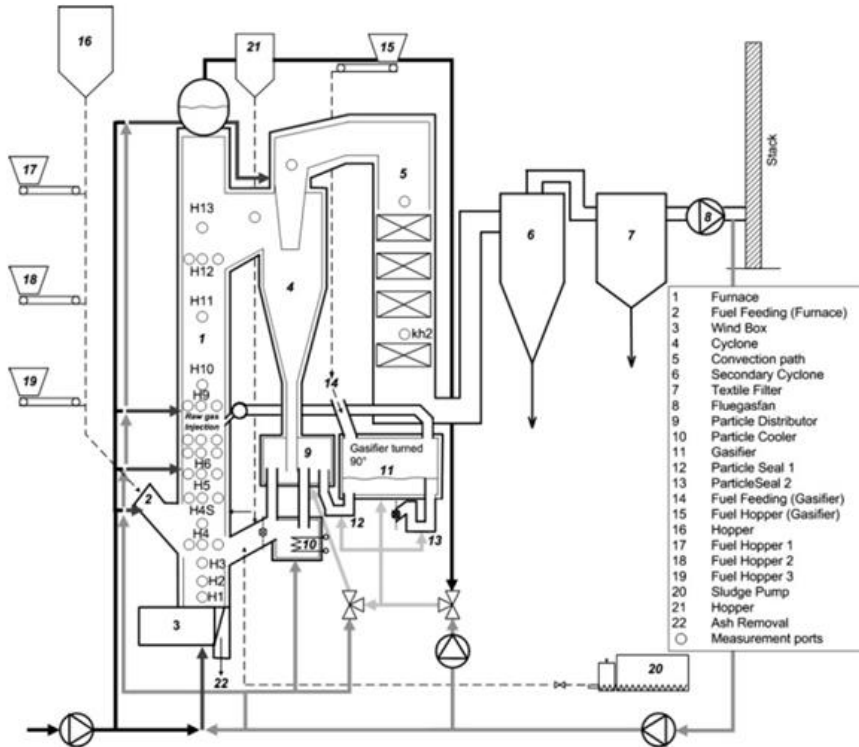 16
21
15
17
18
19
H13
H12
H11
1
H10
H9
Raw gas
Injection
H6
H5
H4S
H4
H3
H2
H1
2
3
22
4
5
kh2
14
9
Gasifier turned
90°
11
10
12
13
6
7
8
Stack
20
1 Furnace
2 Fuel Feeding (Furnace)
3 Wind Box
4 Cyclone
5 Convection path
6 Secondary Cyclone
7 Textile Filter
8 Fluegasfan
9 Particle Distributor
10 Particle Cooler
11 Gasifier
12 Particle Seal 1
13 ParticleSeal 2
14 Fuel Feeding (Gasifier)
15 Fuel Hopper (Gasifier)
16 Hopper
17 Fuel Hopper 1
18 Fuel Hopper 2
19 Fuel Hopper 3
20 Sludge Pump
21 Hopper
22 Ash Removal
Measurement ports